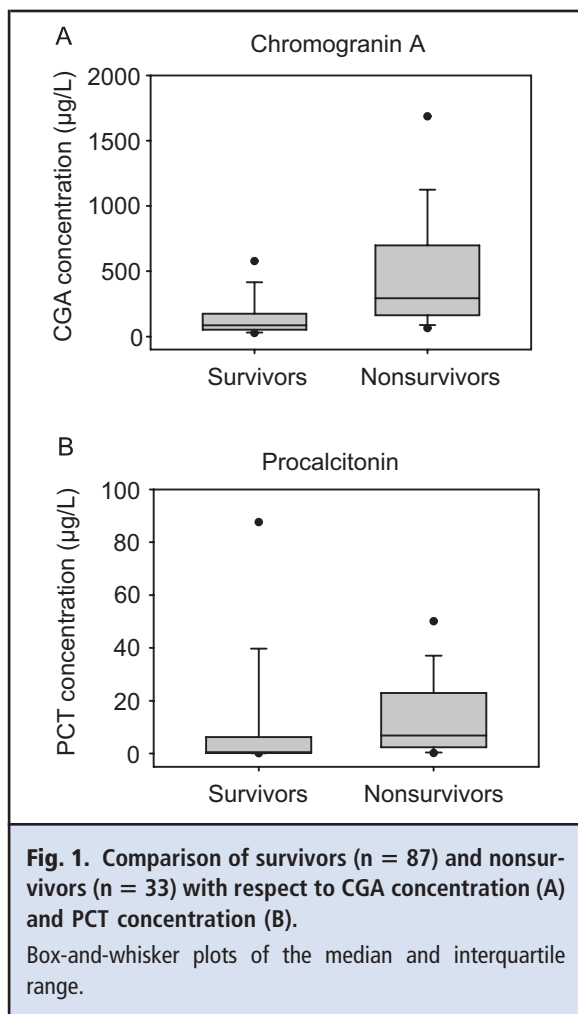 A
Chromogranin A
CGA concentration (µg/L)
2000
1500
1000
500
0
Survivors
Nonsurvivors
B
Procalcitonin
PCT concentration (µg/L)
100
80
60
40
20
0
Survivors
Nonsurvivors
Fig. 1. Comparison of survivors (n = 87) and nonsur-
vivors (n = 33) with respect to CGA concentration (A)
and PCT concentration (B).
Box-and-whisker plots of the median and interquartile
range.